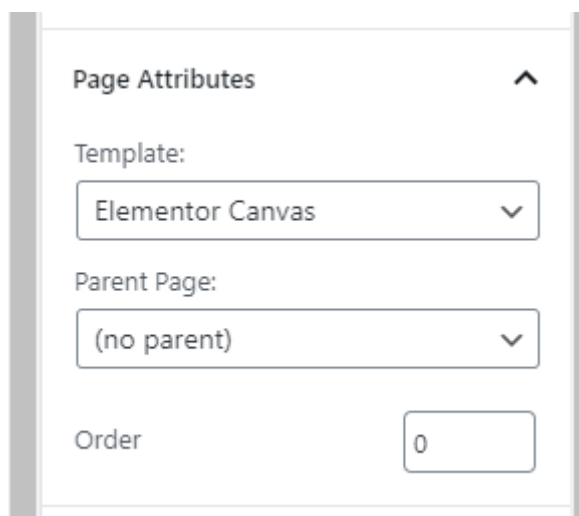 Page Attributes
Template:
Elementor Canvas
Parent Page:
(no parent)
Order
0